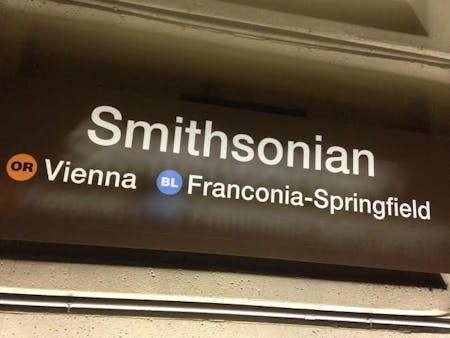 Smithsonian
OR Vienna BL Franconia-Springfield